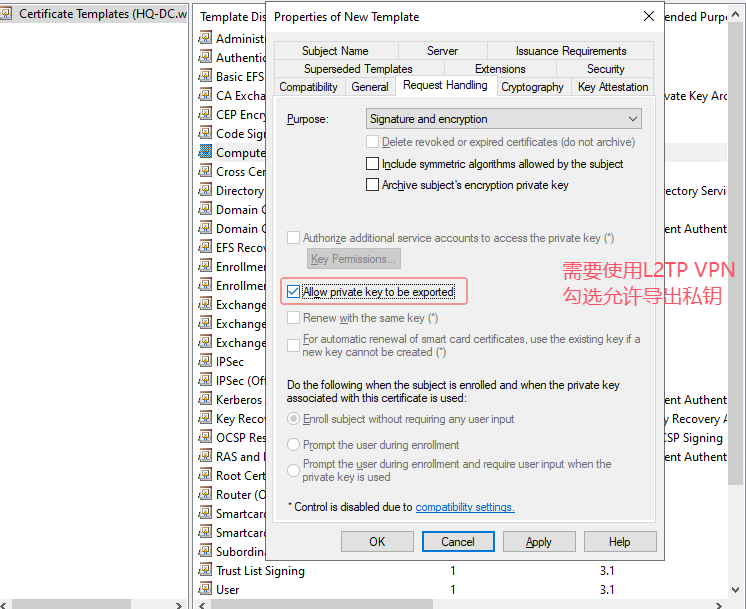 Certificate Templates (HQ-DC.w
Template Dis
ended Purp
Administ
Authentic
Basic EFS
CA Excha
vate Key Arc
CEP Encry
Code Sign
Compute
Cross Cer
Directory
ectory Servi
Domain C
Domain C
ent Authent
EFS Recov
Enrollmen
Enrollmen
Exchange
Exchange
Exchange
IPSec
IPSec (Off
Kerberos
ent Authent
Key Recov
y Recovery A
OCSP Res
CSP Signing
RAS and I
ent Authent
Root Cert
Router (O
Smartcard
Smartcard
Subordina
Trust List Signing 1 3.1
User 1 3.1
Properties of New Template
Subject Name Server Issuance Requirements
Superseded Templates Extensions Security
Compatibility General Request Handling Cryptography Key Attestation
Purpose: Signature and encryption
Delete revoked or expired certificates (do not archive)
Include symmetric algorithms allowed by the subject
Archive subject's encryption private key
Authorize additional service accounts to access the private key (*)
Key Permissions...
Allow private key to be exported
Renew with the same key (*)
For automatic renewal of smart card certificates, use the existing key if a
new key cannot be created (*)
Do the following when the subject is enrolled and when the private key
associated with this certificate is used:
Enroll subject without requiring any user input
Prompt the user during enrollment
Prompt the user during enrollment and require user input when the
private key is used
* Control is disabled due to compatibility settings.
OK Cancel Apply Help
需要使用L2TP VPN
勾选允许导出私钥